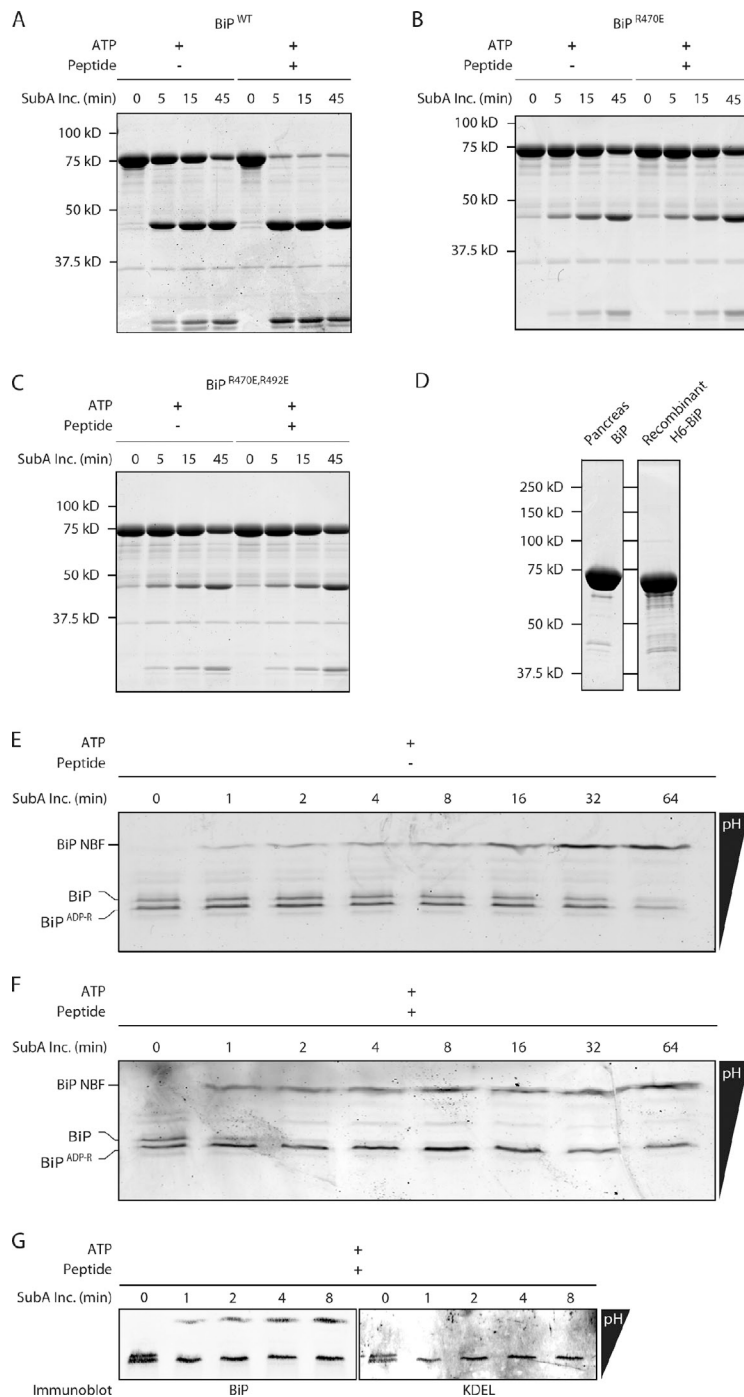 A
BiP WT
ATP + +
Peptide - +
SubA Inc. (min) 0 5 15 45 0 5 15 45
100 kD
75 kD
50 kD
37.5 kD
B
BiP R470E
ATP + +
Peptide - +
SubA Inc. (min) 0 5 15 45 0 5 15 45
100 kD
75 kD
50 kD
37.5 kD
C
BiP R470E,R492E
ATP + +
Peptide - +
SubA Inc. (min) 0 5 15 45 0 5 15 45
100 kD
75 kD
50 kD
37.5 kD
D
Pancreas
BiP
Recombinant
H6-BiP
250 kD
150 kD
100 kD
75 kD
50 kD
37.5 kD
E
ATP +
Peptide -
SubA Inc. (min) 0 1 2 4 8 16 32 64
BiP NBF
BiP
BiP ADP-R
pH
F
ATP +
Peptide +
SubA Inc. (min) 0 1 2 4 8 16 32 64
BiP NBF
BiP
BiP ADP-R
pH
G
ATP +
Peptide +
SubA Inc. (min) 0 1 2 4 8 0 1 2 4 8
pH
Immunoblot BiP KDEL